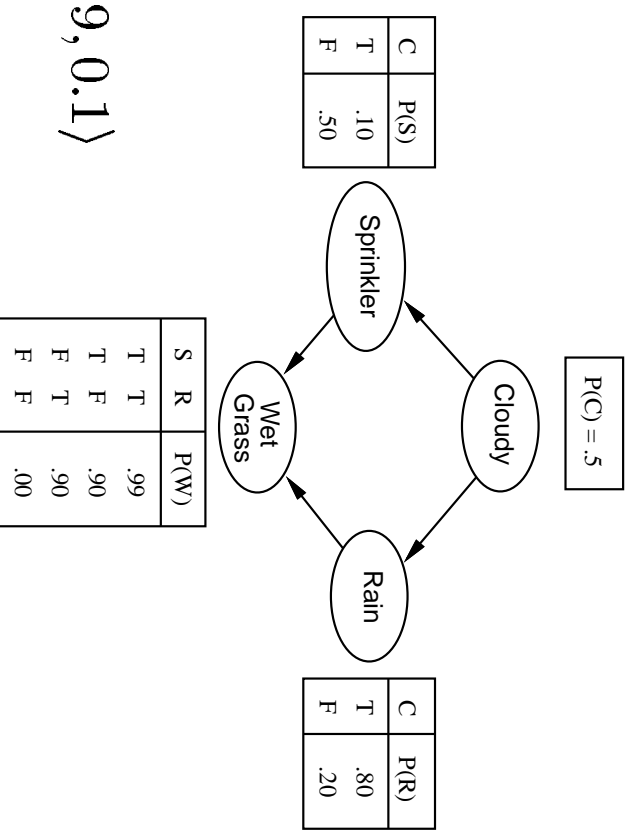 P(C) = .5
C P(S)
T .10
F .50
Cloudy
Sprinkler
Rain
C P(R)
T .80
F .20
Wet
Grass
S R P(W)
T T .99
T F .90
F T .90
F F .00
9, 0.1⟩